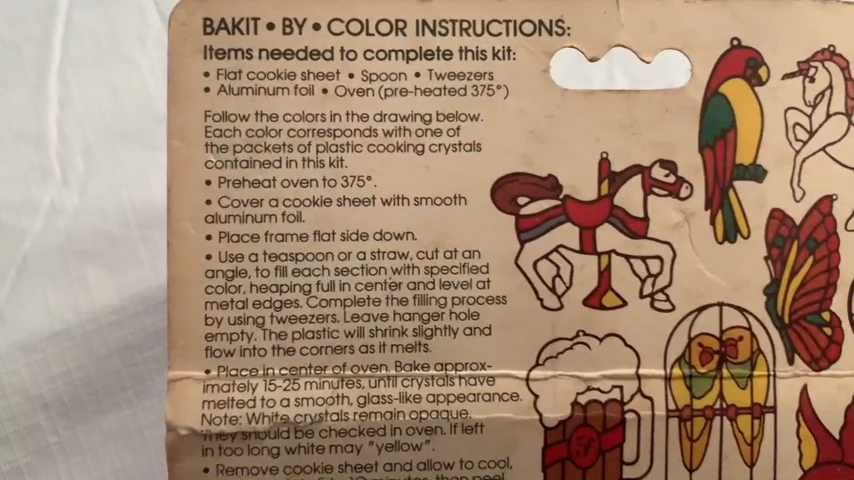 BAKIT • BY • COLOR INSTRUCTIONS:
Items needed to complete this kit:
• Flat cookie sheet • Spoon • Tweezers
• Aluminum foil • Oven (pre-heated 375°)
Follow the colors in the drawing below.
Each color corresponds with one of
the packets of plastic cooking crystals
contained in this kit.
• Preheat oven to 375°.
• Cover a cookie sheet with smooth
aluminum foil.
• Place frame flat side down.
• Use a teaspoon or a straw, cut at an
angle, to fill each section with specified
color, heaping full in center and level at
metal edges. Complete the filling process
by using tweezers. Leave hanger hole
empty. The plastic will shrink slightly and
flow into the corners as it melts.
• Place in center of oven. Bake approx-
imately 15-25 minutes, until crystals have
melted to a smooth, glass-like appearance.
Note: White crystals remain opaque.
They should be checked in oven. If left
in too long white may "yellow".
• Remove cookie sheet and allow to cool,
minutes, then peel
5¢